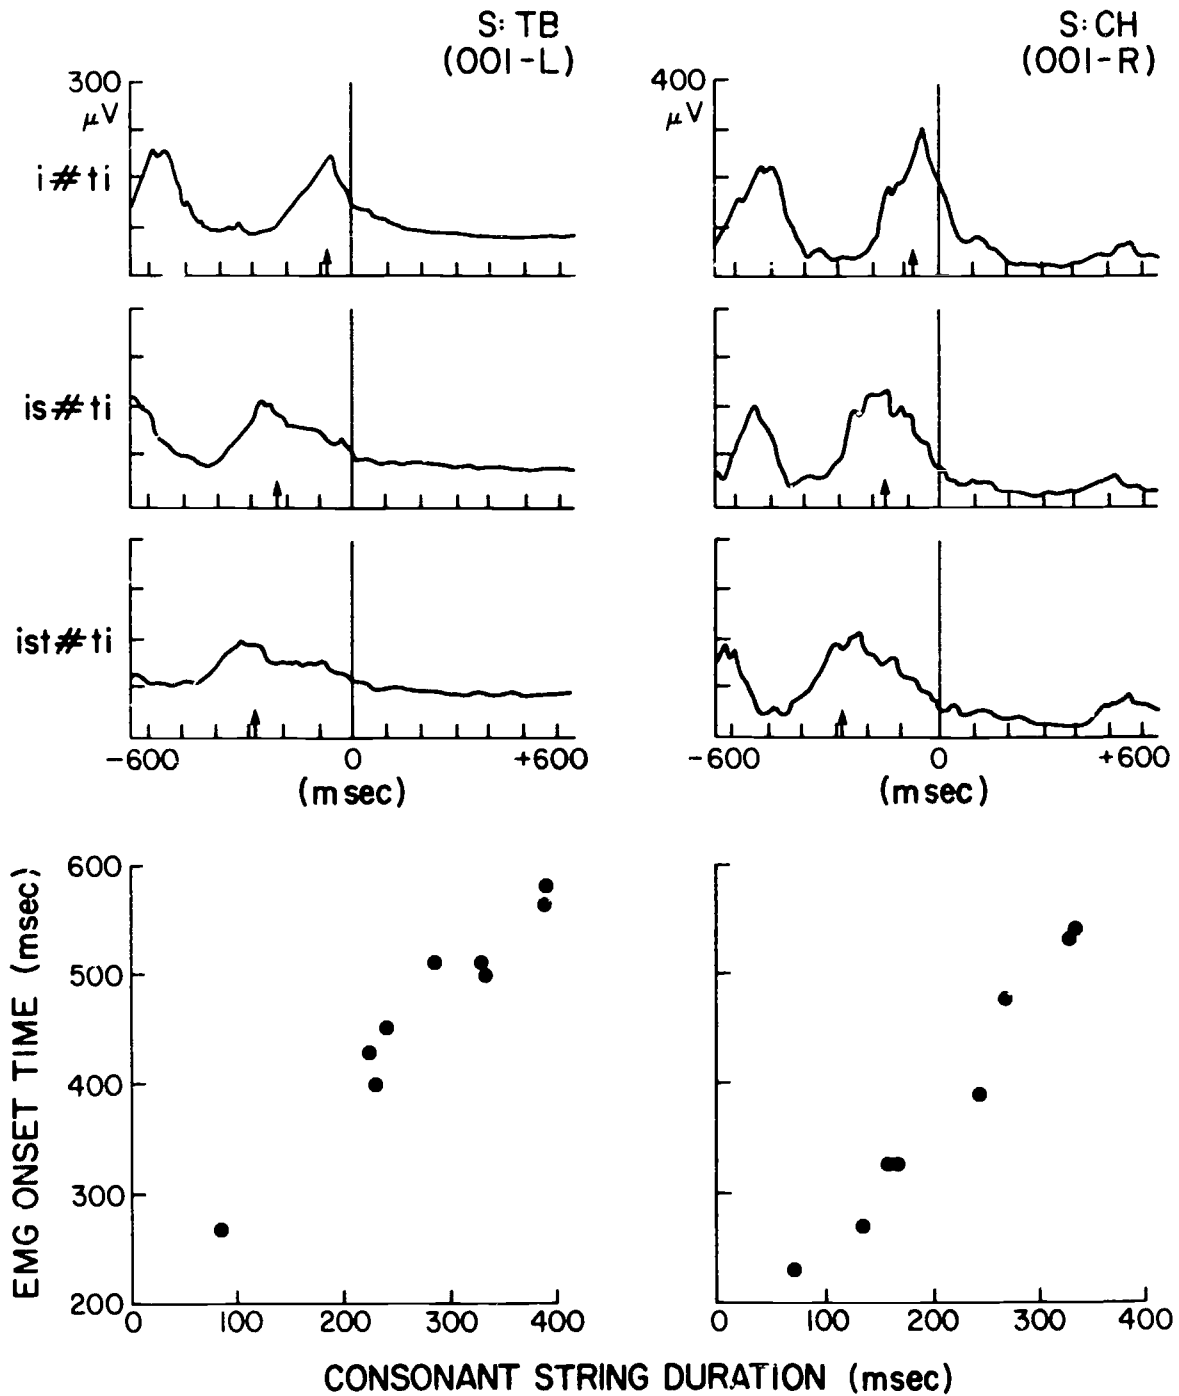 S: TB
(OOI-L)
S: CH
(OOI-R)
300
μV
400
μV
i#ti
is#ti
ist#ti
-600 0 +600
(msec)
-600 0 +600
(msec)
EMG ONSET TIME (msec)
600
500
400
300
200
0 100 200 300 400
0 100 200 300 400
CONSONANT STRING DURATION (msec)